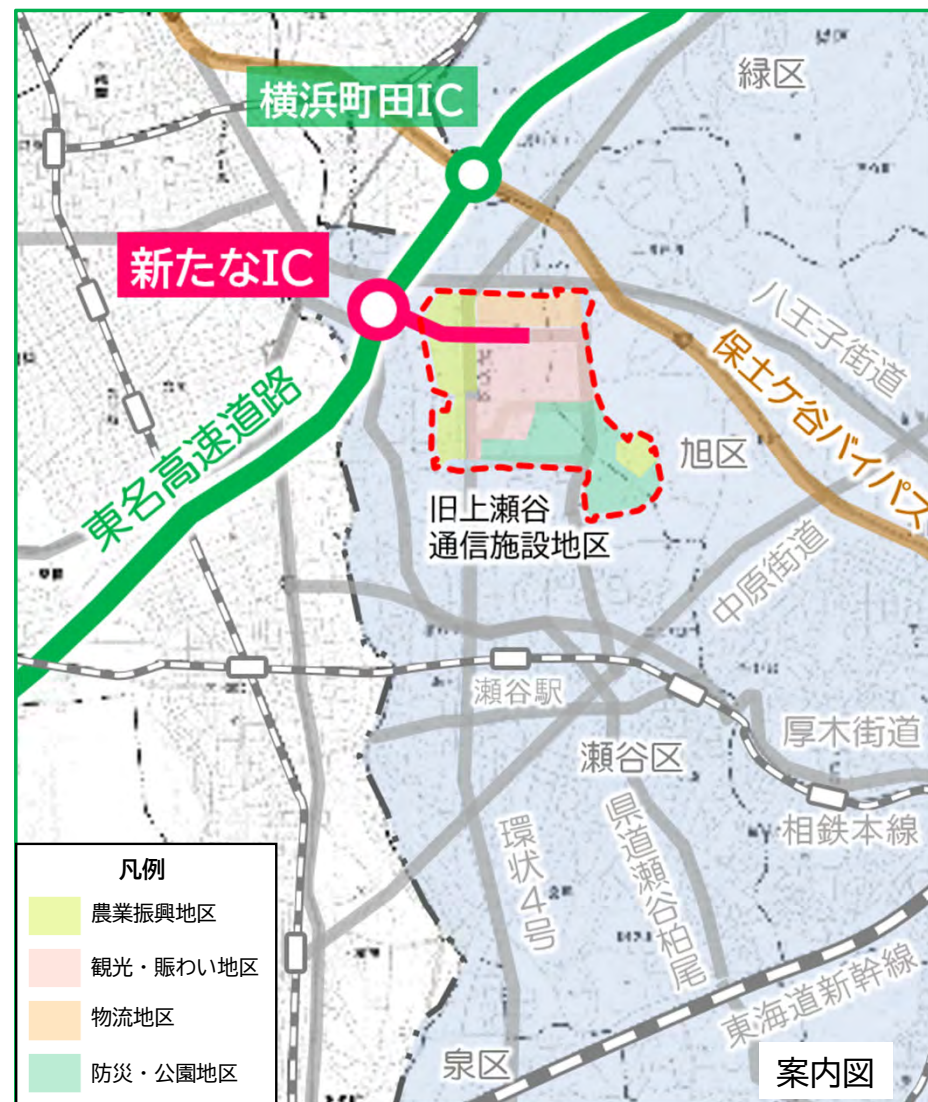 緑区
横浜町田IC
新たなIC
八王子街道
保土ケ谷バイパス
旭区
東名高速道路
旧上瀬谷
通信施設地区
中原街道
瀬谷駅
厚木街道
瀬谷区
相鉄本線
環状4号
県道瀬谷柏尾
東海道新幹線
泉区
案内図
凡例
農業振興地区
観光・賑わい地区
物流地区
防災・公園地区